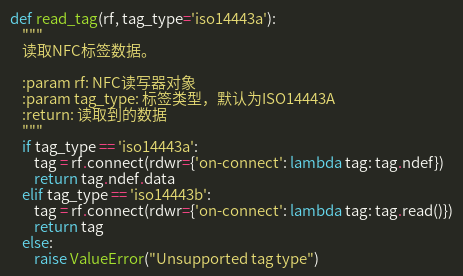 def read_tag(rf, tag_type='iso14443a'):
"""
读取NFC标签数据。
:param rf: NFC读写器对象
:param tag_type: 标签类型，默认为ISO14443A
:return: 读取到的数据
"""
if tag_type == 'iso14443a':
tag = rf.connect(rdwr={'on-connect': lambda tag: tag.ndef})
return tag.ndef.data
elif tag_type == 'iso14443b':
tag = rf.connect(rdwr={'on-connect': lambda tag: tag.read()})
return tag
else:
raise ValueError("Unsupported tag type")